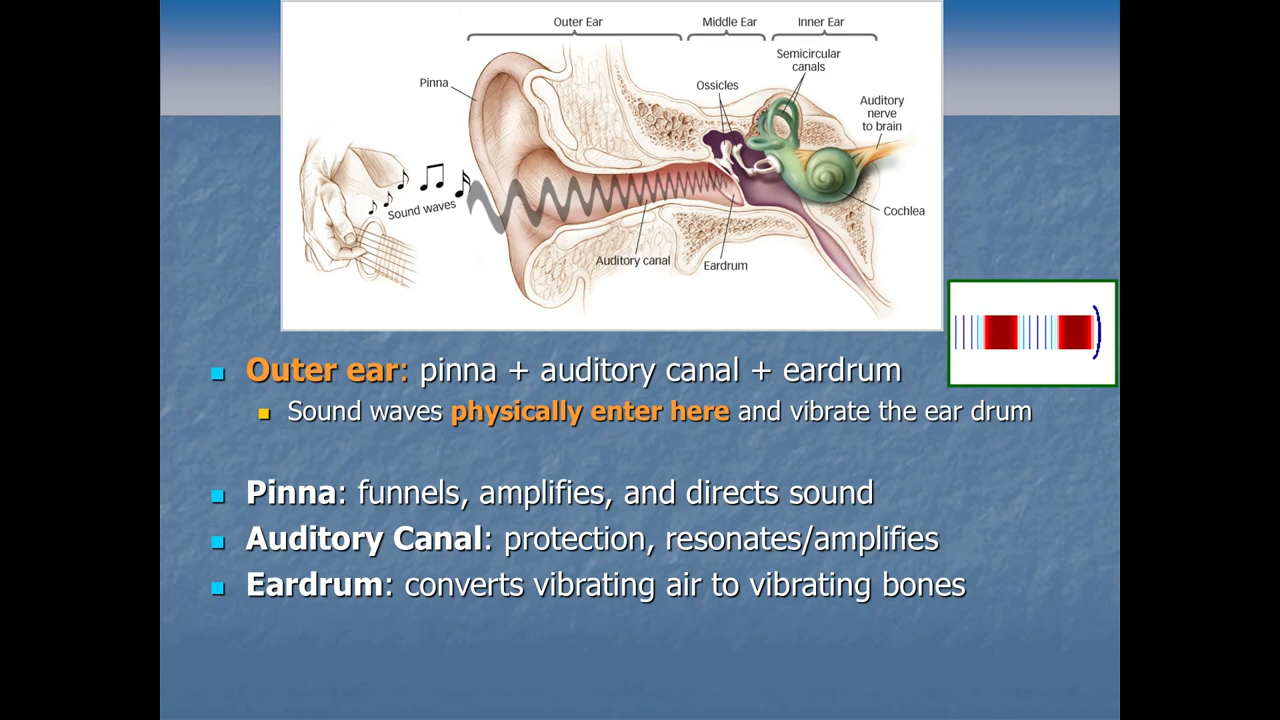 Outer Ear
Middle Ear
Inner Ear
Semicircular
canals
Pinna
Ossicles
Auditory
nerve
to brain
Sound waves
Cochlea
Auditory canal
Eardrum
Outer ear: pinna + auditory canal + eardrum
Sound waves physically enter here and vibrate the ear drum
Pinna: funnels, amplifies, and directs sound
Auditory Canal: protection, resonates/amplifies
Eardrum: converts vibrating air to vibrating bones